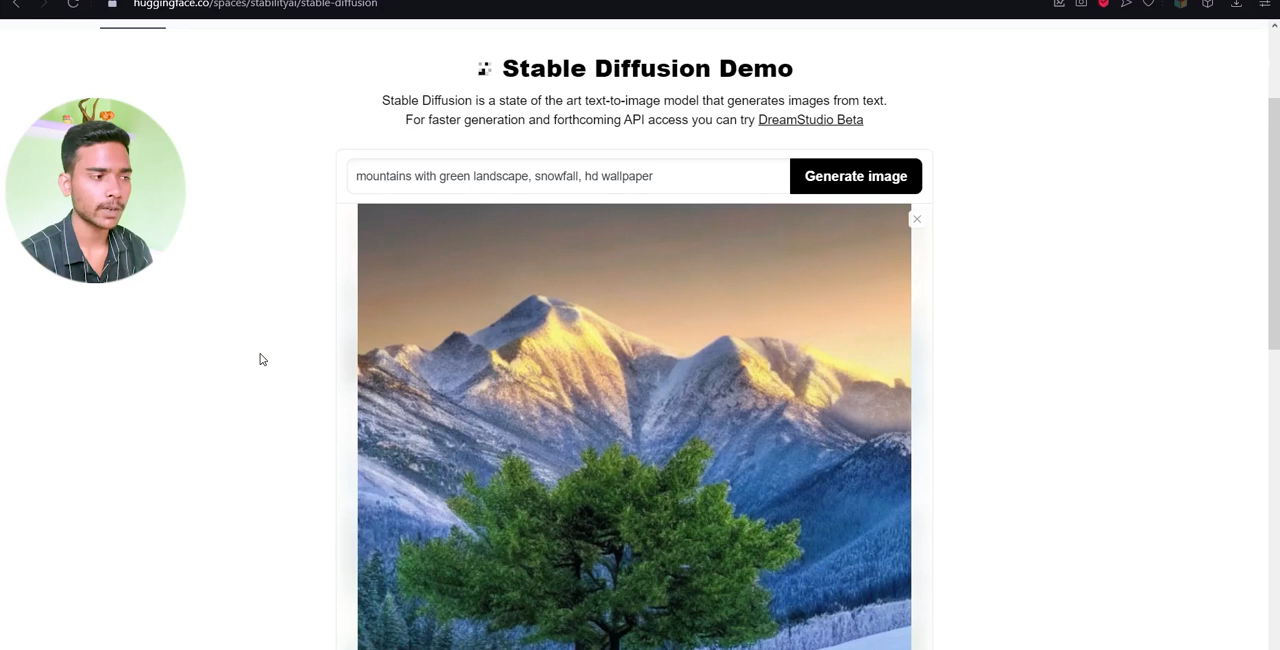 huggingface.co/spaces/stabilityai/stable-diffusion
Stable Diffusion Demo
Stable Diffusion is a state of the art text-to-image model that generates images from text.
For faster generation and forthcoming API access you can try DreamStudio Beta
mountains with green landscape, snowfall, hd wallpaper
Generate image